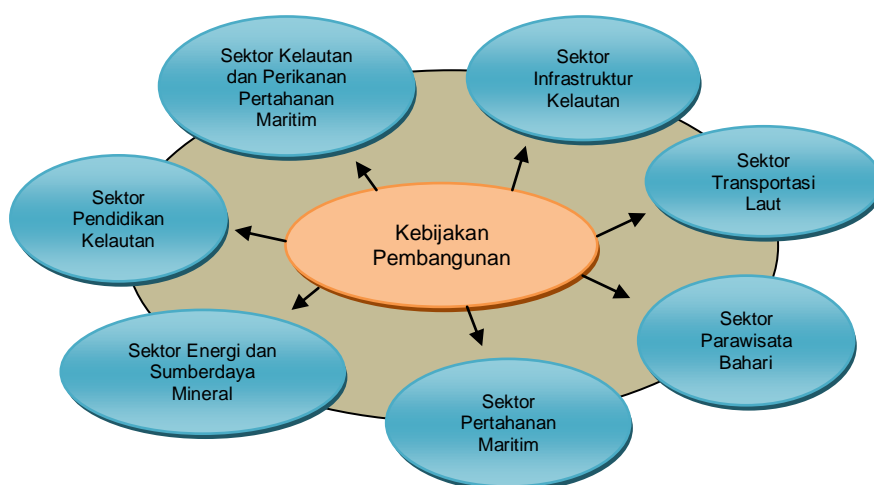 Sektor Kelautan
dan Perikanan
Pertahanan
Maritim
Sektor
Infrastruktur
Kelautan
Sektor
Transportasi
Laut
Sektor
Pendidikan
Kelautan
Kebijakan
Pembangunan
Sektor
Parawisata
Bahari
Sektor Energi dan
Sumberdaya
Mineral
Sektor
Pertahanan
Maritim